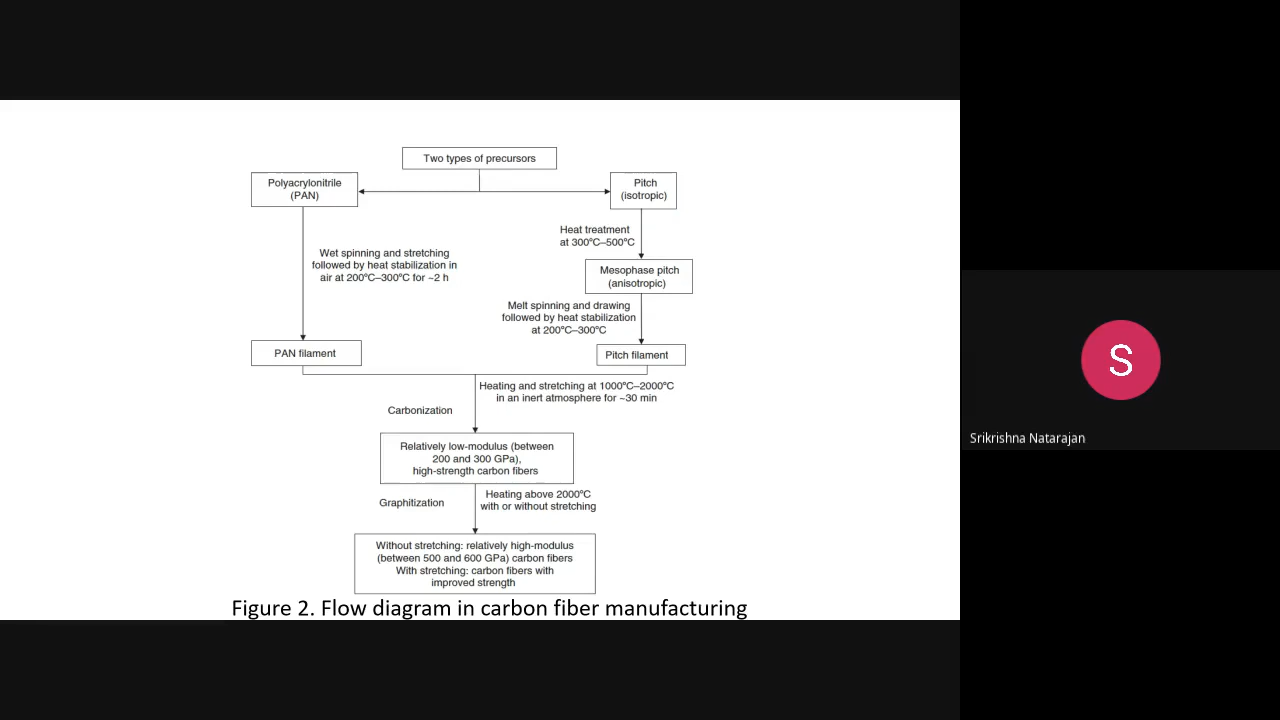 Two types of precursors
Polyacrylonitrile
(PAN)
Pitch
(isotropic)
Heat treatment
at 300°C–500°C
Wet spinning and stretching
followed by heat stabilization in
air at 200°C–300°C for ~2 h
Mesophase pitch
(anisotropic)
Melt spinning and drawing
followed by heat stabilization
at 200°C–300°C
PAN filament
Pitch filament
Heating and stretching at 1000°C–2000°C
in an inert atmosphere for ~30 min
Carbonization
Relatively low-modulus (between
200 and 300 GPa),
high-strength carbon fibers
Graphitization
Heating above 2000°C
with or without stretching
Without stretching: relatively high-modulus
(between 500 and 600 GPa) carbon fibers
With stretching: carbon fibers with
improved strength
Figure 2. Flow diagram in carbon fiber manufacturing
S
Srikrishna Natarajan